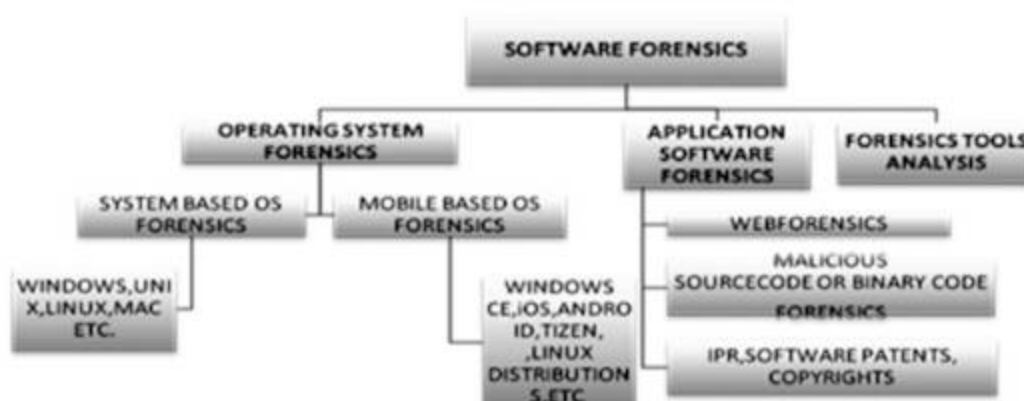 SOFTWARE FORENSICS
OPERATING SYSTEM
FORENSICS
APPLICATION
SOFTWARE
FORENSICS
FORENSICS TOOLS
ANALYSIS
SYSTEM BASED OS
FORENSICS
MOBILE BASED OS
FORENSICS
WINDOWS,UNI
X,LINUX,MAC
ETC.
WINDOWS
CE,iOS,ANDRO
ID,TIZEN,
,LINUX
DISTRIBUTION
S,ETC
WEBFORENSICS
MALICIOUS
SOURCECODE OR BINARY CODE
FORENSICS
IPR,SOFTWARE PATENTS,
COPYRIGHTS